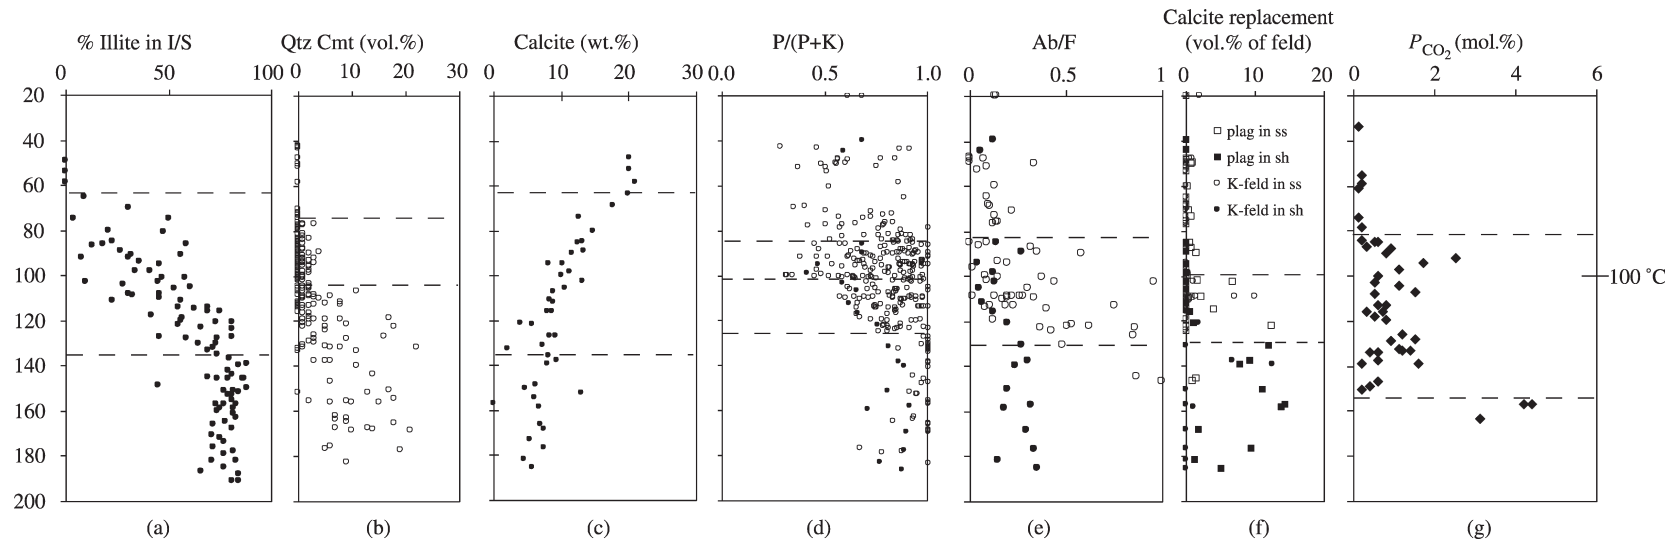 Calcite replacement
% Illite in I/S Qtz Cmt (vol.%) Calcite (wt.%) P/(P+K) Ab/F (vol.% of feld) P_CO2 (mol.%)
0 50 100 0 10 20 30 0 10 20 30 0.0 0.5 1.0 0 0.5 1 0 10 20 0 2 4 6
20
40
60
80
100
120
140
160
180
200
plag in ss
plag in sh
K-feld in ss
K-feld in sh
100 °C
(a) (b) (c) (d) (e) (f) (g)